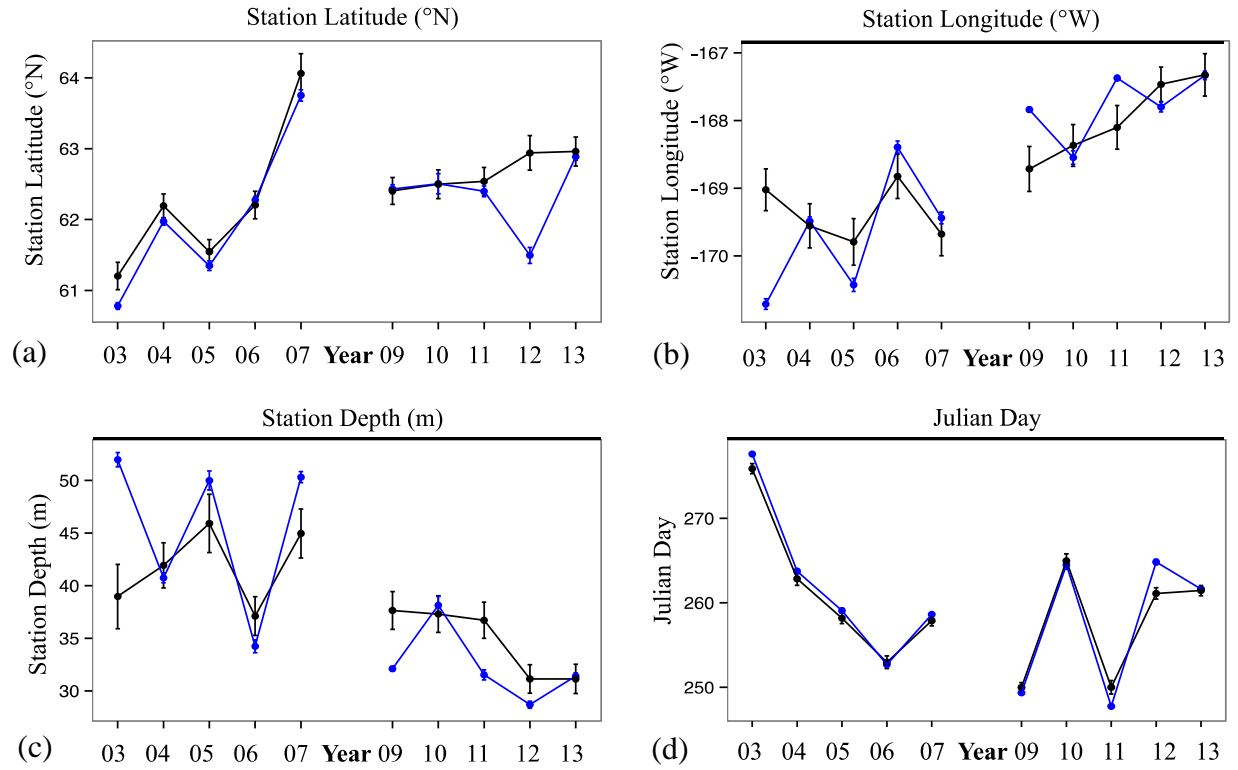 Station Latitude (°N)
Station Latitude (°N)
64
63
62
61
(a)
03 04 05 06 07 Year 09 10 11 12 13
Station Longitude (°W)
Station Longitude (°W)
-167
-168
-169
-170
(b)
03 04 05 06 07 Year 09 10 11 12 13
Station Depth (m)
Station Depth (m)
50
45
40
35
30
(c)
03 04 05 06 07 Year 09 10 11 12 13
Julian Day
Julian Day
270
260
250
(d)
03 04 05 06 07 Year 09 10 11 12 13